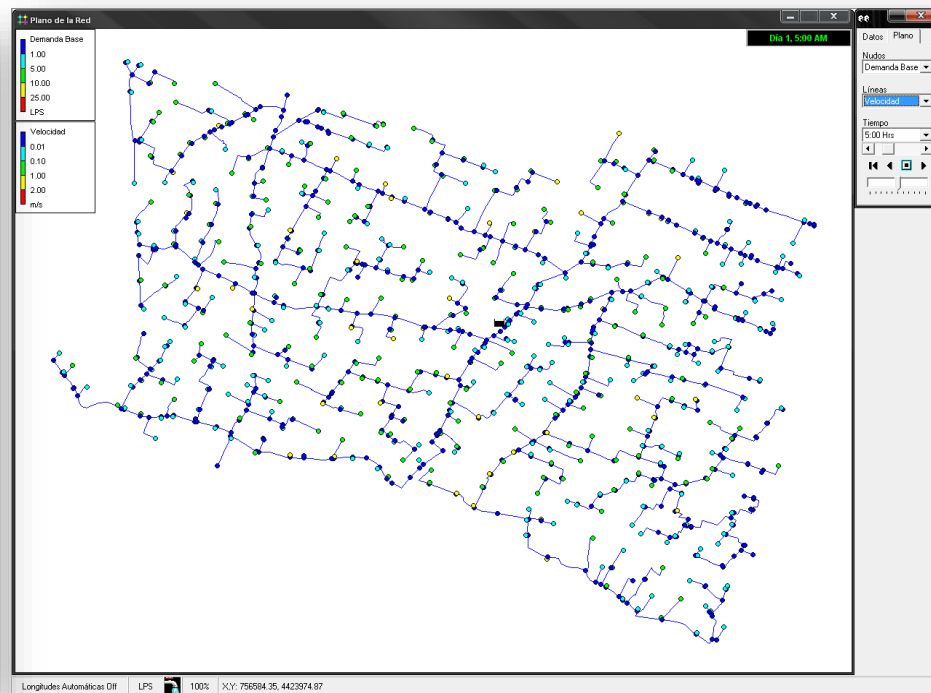 Plano de la Red
Demanda Base
1.00
5.00
10.00
25.00
LPS
Velocidad
0.01
0.10
1.00
2.00
m/s
Día 1, 5:00 AM
Datos Plano
Nudos
Demanda Base
Líneas
Velocidad
Tiempo
5:00 Hrs
Longitudes Automáticas Off LPS 100% X,Y: 756584.35, 4423974.87